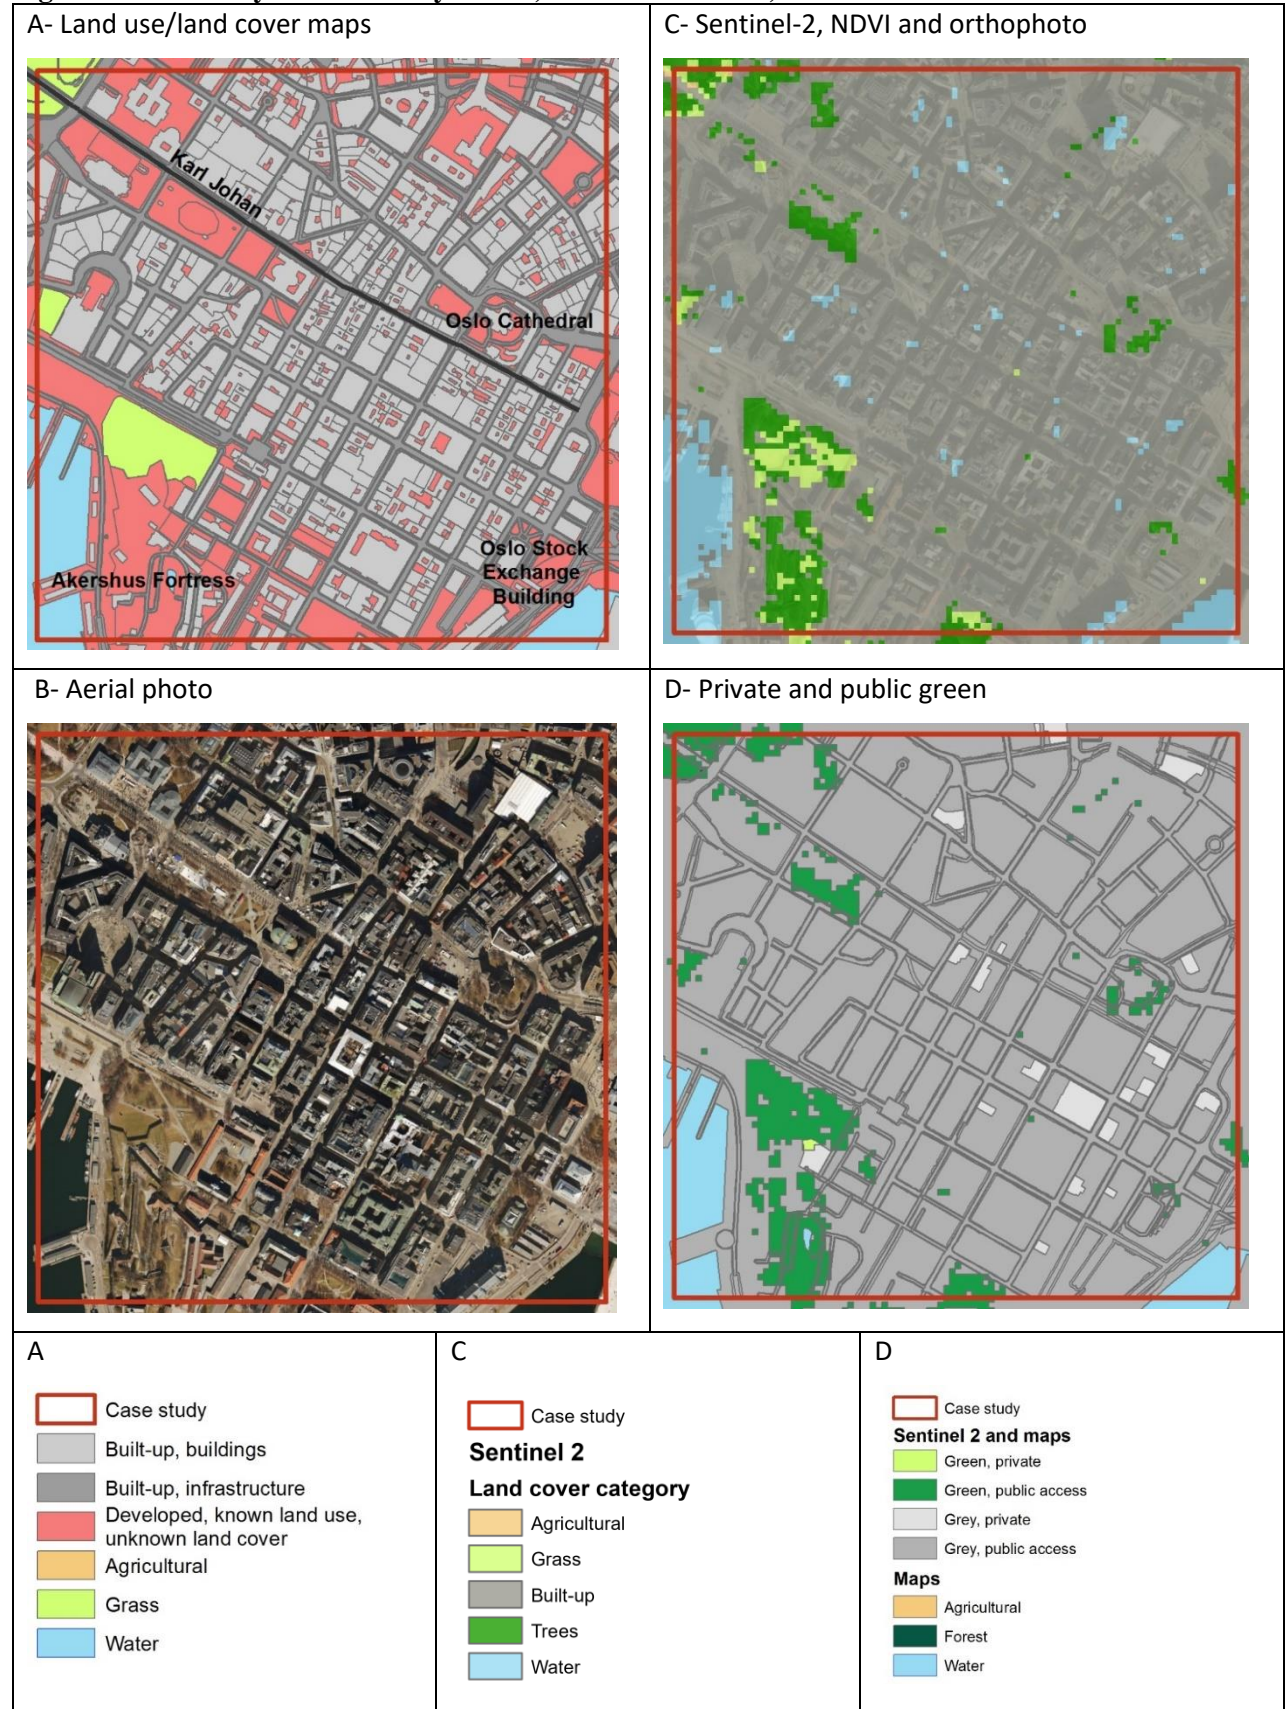 A- Land use/land cover maps
Karl Johan
Oslo Cathedral
Oslo Stock
Exchange
Building
Akershus Fortress
C- Sentinel-2, NDVI and orthophoto
B- Aerial photo
D- Private and public green
A
Case study
Built-up, buildings
Built-up, infrastructure
Developed, known land use,
unknown land cover
Agricultural
Grass
Water
C
Case study
Sentinel 2
Land cover category
Agricultural
Grass
Built-up
Trees
Water
D
Case study
Sentinel 2 and maps
Green, private
Green, public access
Grey, private
Grey, public access
Maps
Agricultural
Forest
Water